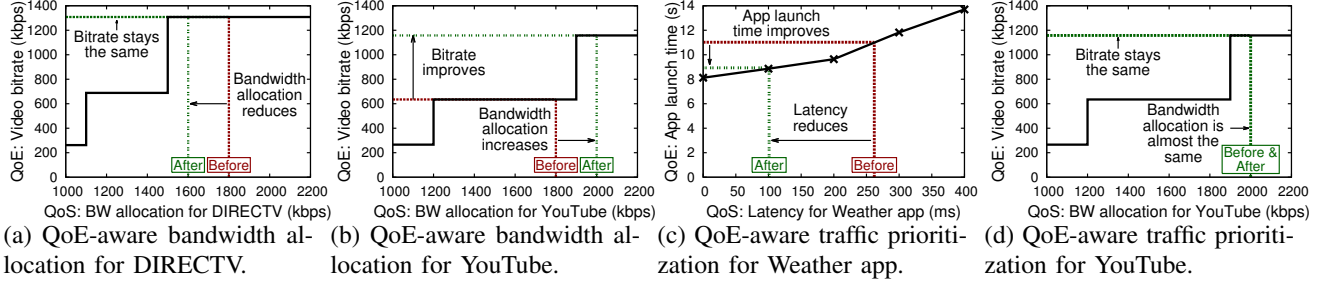 QoE: Video bitrate (kbps)
1400
1200
1000
800
600
400
200
0
Bitrate stays
the same
Bandwidth
allocation
reduces
After
Before
1000 1200 1400 1600 1800 2000 2200
QoS: BW allocation for DIRECTV (kbps)
(a) QoE-aware bandwidth al-
location for DIRECTV.
QoE: Video bitrate (kbps)
1400
1200
1000
800
600
400
200
0
Bitrate
improves
Bandwidth
allocation
increases
Before
After
1000 1200 1400 1600 1800 2000 2200
QoS: BW allocation for YouTube (kbps)
(b) QoE-aware bandwidth al-
location for YouTube.
QoE: App launch time (s)
14
12
10
8
6
4
2
0
App launch
time improves
Latency
reduces
After
Before
0 50 100 150 200 250 300 350 400
QoS: Latency for Weather app (ms)
(c) QoE-aware traffic prioriti-
zation for Weather app.
QoE: Video bitrate (kbps)
1400
1200
1000
800
600
400
200
0
Bitrate stays
the same
Bandwidth
allocation is
almost the
same
Before &
After
1000 1200 1400 1600 1800 2000 2200
QoS: BW allocation for YouTube (kbps)
(d) QoE-aware traffic prioriti-
zation for YouTube.